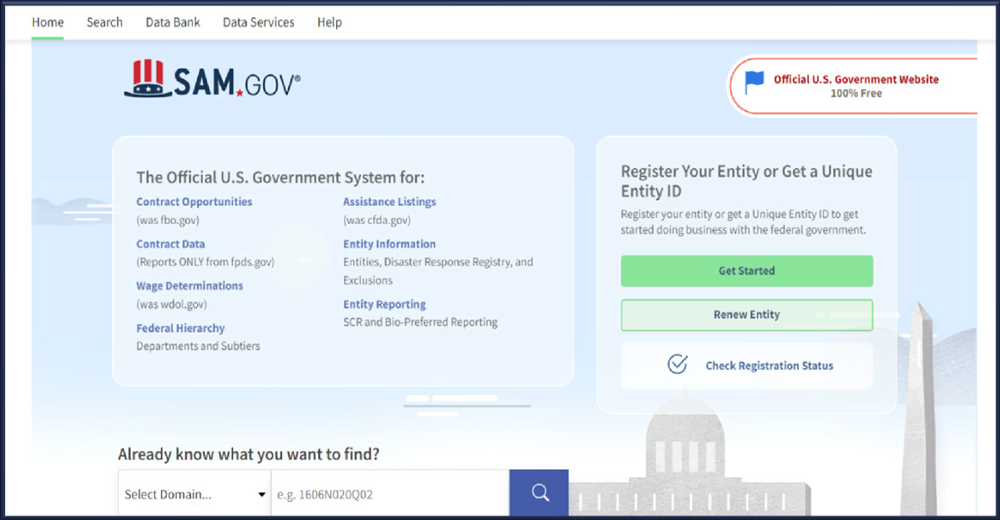 Home Search Data Bank Data Services Help
SAM.GOV®
Official U.S. Government Website
100% Free
The Official U.S. Government System for:
Contract Opportunities
(was fbo.gov)
Contract Data
(Reports ONLY from fpds.gov)
Wage Determinations
(was wdol.gov)
Federal Hierarchy
Departments and Subtiers
Assistance Listings
(was cfda.gov)
Entity Information
Entities, Disaster Response Registry, and
Exclusions
Entity Reporting
SCR and Bio-Preferred Reporting
Register Your Entity or Get a Unique
Entity ID
Register your entity or get a Unique Entity ID to get
started doing business with the federal government.
Get Started
Renew Entity
Check Registration Status
Already know what you want to find?
Select Domain... e.g. 1606N020Q02